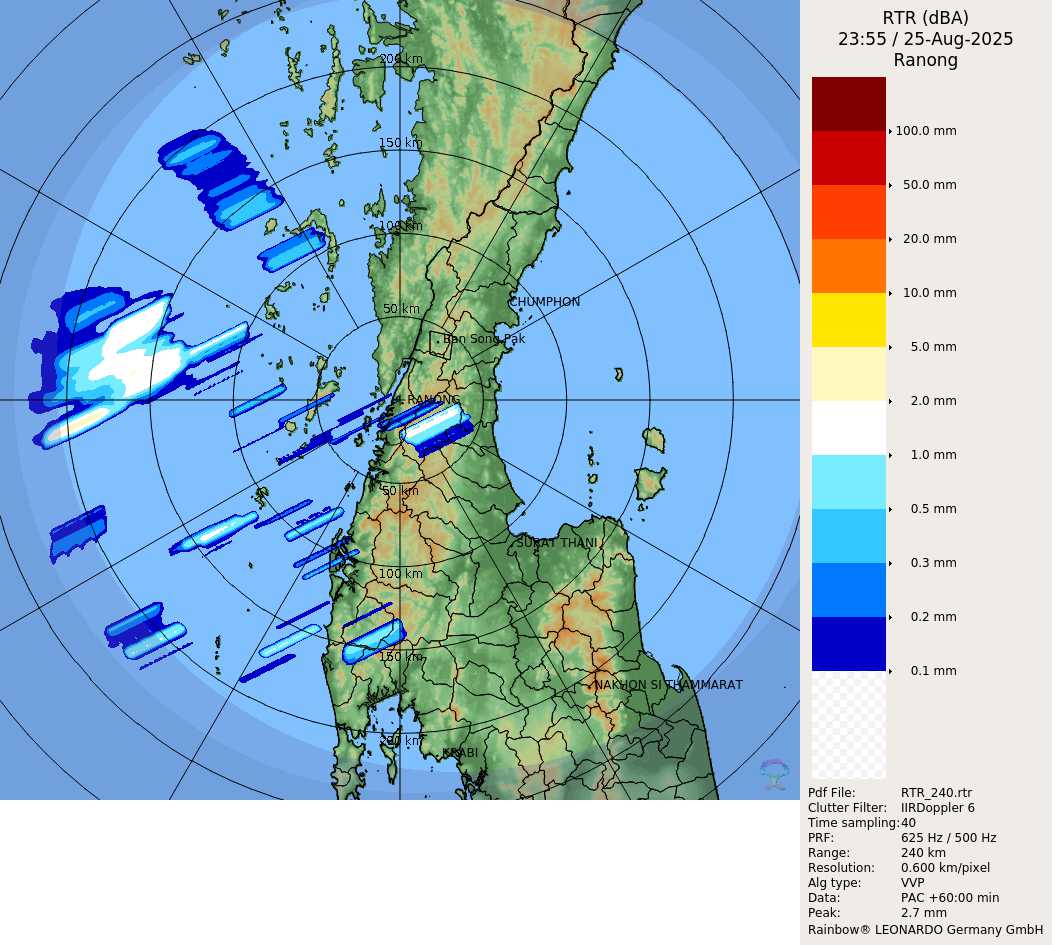 RTR (dBA)
23:55 / 25-Aug-2025
Ranong
200 km
150 km
100 km
50 km
CHUMPHON
Ban Song Pak
RANONG
50 km
SURAT THANI
100 km
150 km
NAKHON SI THAMMARAT
200 km
KRABI
100.0 mm
50.0 mm
20.0 mm
10.0 mm
5.0 mm
2.0 mm
1.0 mm
0.5 mm
0.3 mm
0.2 mm
0.1 mm
Pdf File: RTR_240.rtr
Clutter Filter: IIRDoppler 6
Time sampling:40
PRF: 625 Hz / 500 Hz
Range: 240 km
Resolution: 0.600 km/pixel
Alg type: VVP
Data: PAC +60:00 min
Peak: 2.7 mm
Rainbow® LEONARDO Germany GmbH